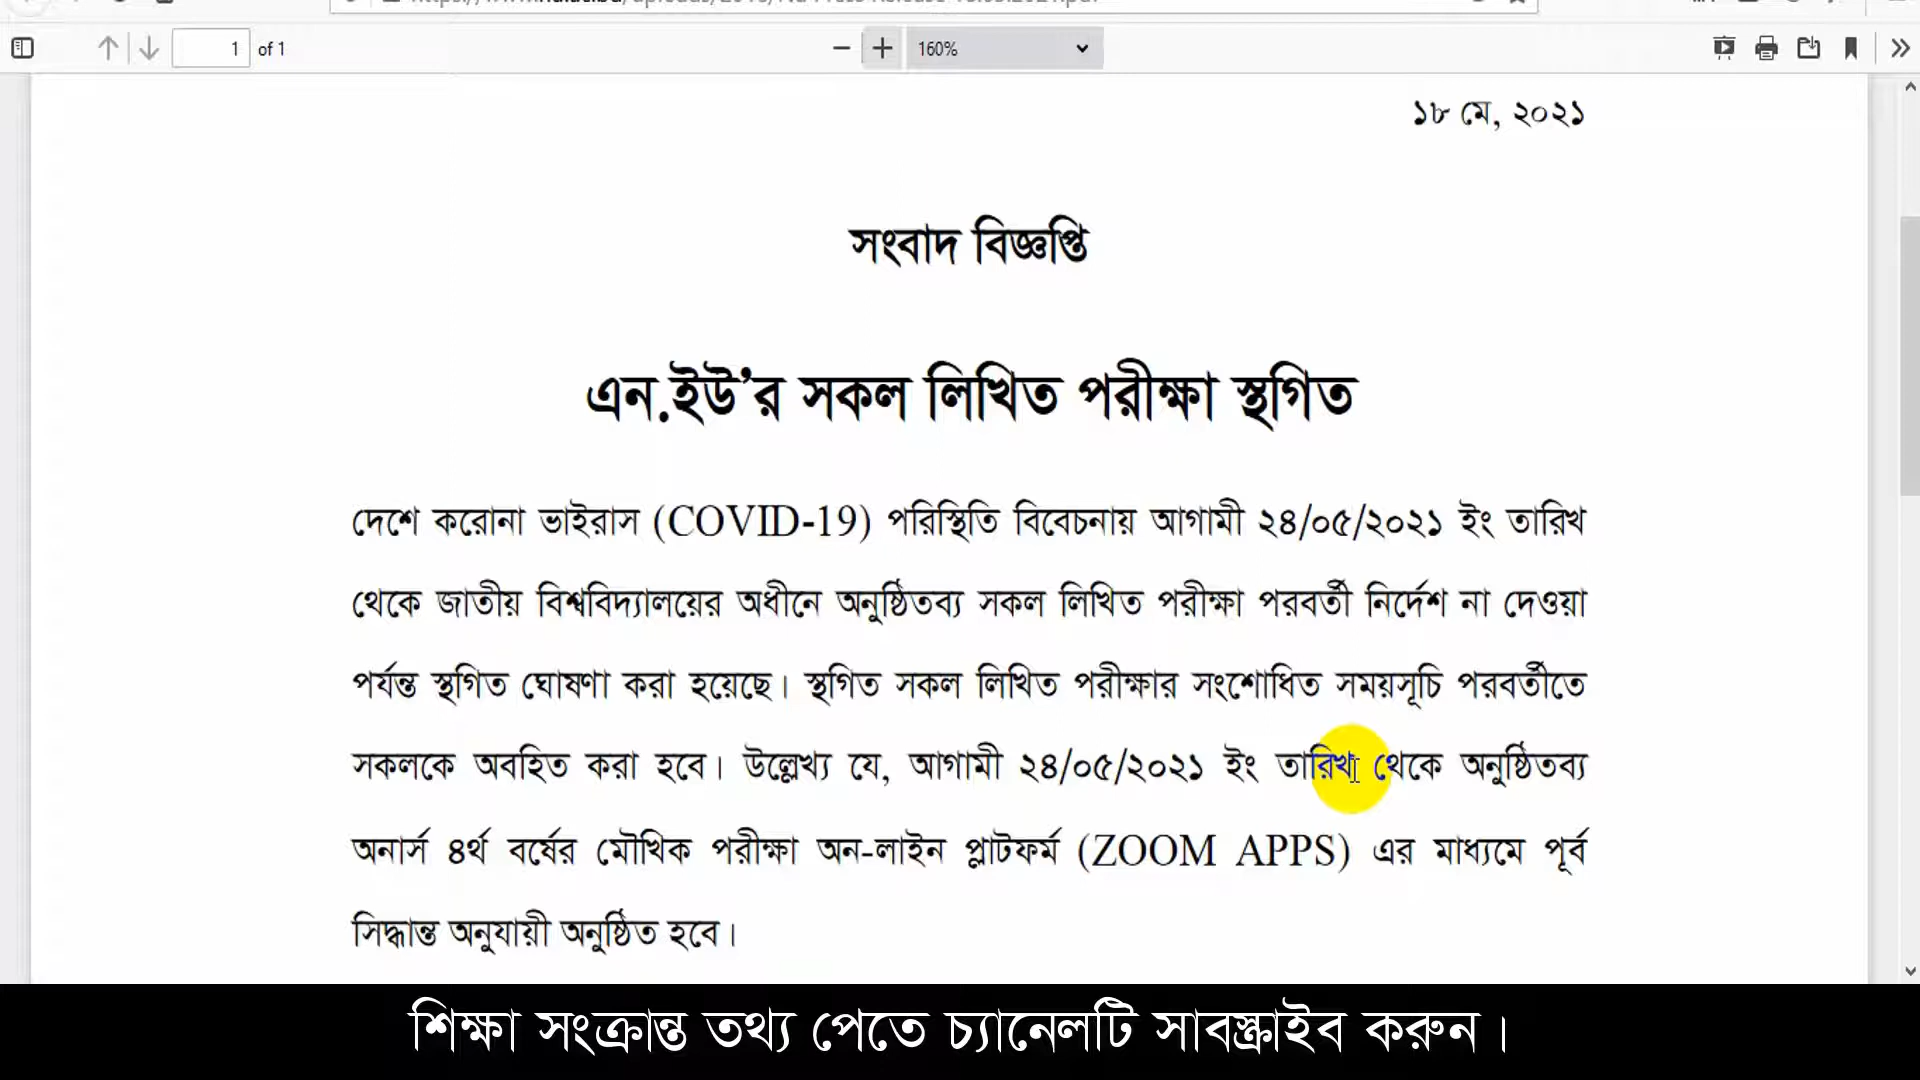 1 of 1
160%
১৮ মে, ২০২১
সংবাদ বিজ্ঞপ্তি
এন.ইউ'র সকল লিখিত পরীক্ষা স্থগিত
দেশে করোনা ভাইরাস (COVID-19) পরিস্থিতি বিবেচনায় আগামী ২৪/০৫/২০২১ ইং তারিখ
থেকে জাতীয় বিশ্ববিদ্যালয়ের অধীনে অনুষ্ঠিতব্য সকল লিখিত পরীক্ষা পরবর্তী নির্দেশ না দেওয়া
পর্যন্ত স্থগিত ঘোষণা করা হয়েছে। স্থগিত সকল লিখিত পরীক্ষার সংশোধিত সময়সূচি পরবর্তীতে
সকলকে অবহিত করা হবে। উল্লেখ্য যে, আগামী ২৪/০৫/২০২১ ইং তারিখ থেকে অনুষ্ঠিতব্য
অনার্স ৪র্থ বর্ষের মৌখিক পরীক্ষা অন-লাইন প্লাটফর্ম (ZOOM APPS) এর মাধ্যমে পূর্ব
সিদ্ধান্ত অনুযায়ী অনুষ্ঠিত হবে।
শিক্ষা সংক্রান্ত তথ্য পেতে চ্যানেলটি সাবস্ক্রাইব করুন।